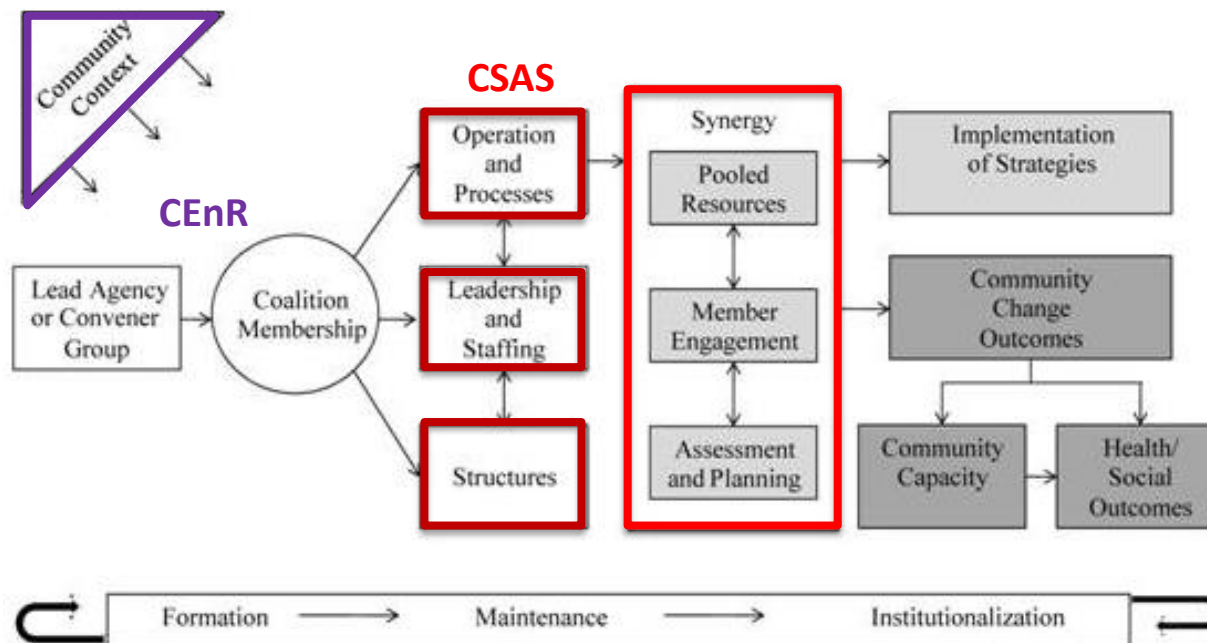 Community
Context
CEnR
Lead Agency
or Convener
Group
Coalition
Membership
CSAS
Operation
and
Processes
Leadership
and
Staffing
Structures
Synergy
Pooled
Resources
Member
Engagement
Assessment
and Planning
Implementation
of Strategies
Community
Change
Outcomes
Community
Capacity
Health/
Social
Outcomes
Formation
Maintenance
Institutionalization